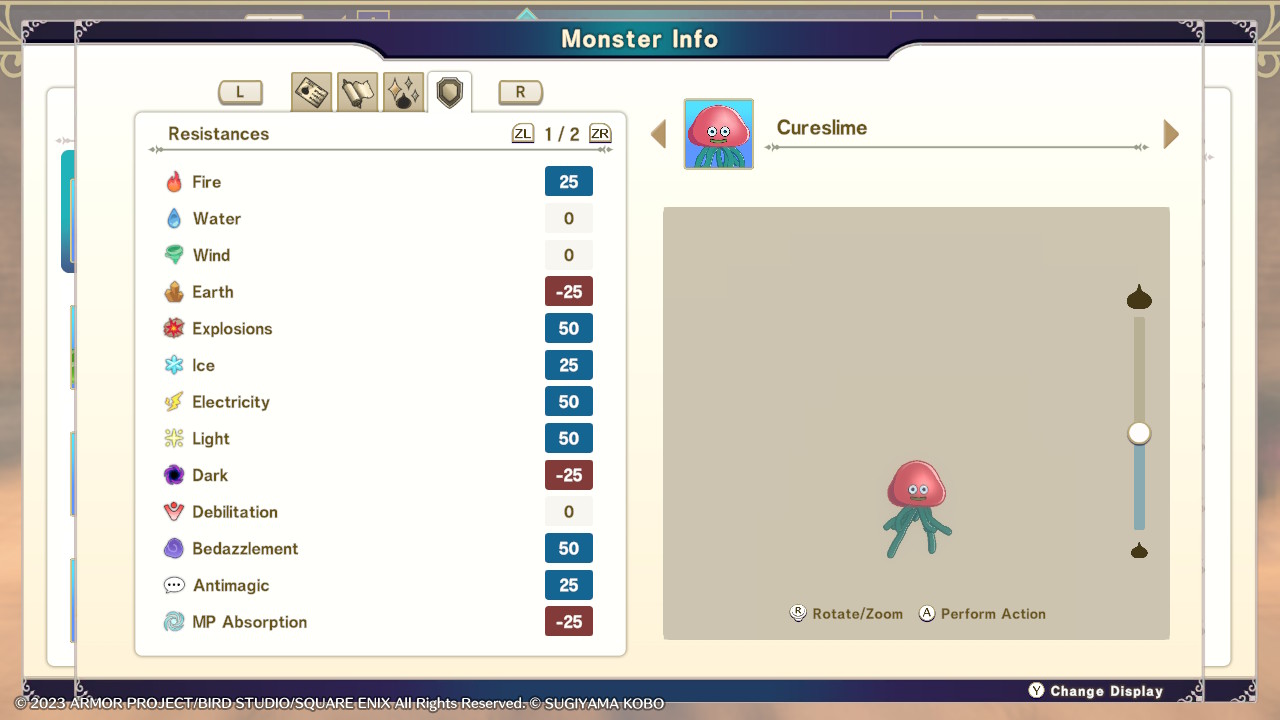 Monster Info
L
R
Resistances ZL 1 / 2 ZR
Cureslime
Fire 25
Water 0
Wind 0
Earth -25
Explosions 50
Ice 25
Electricity 50
Light 50
Dark -25
Debilitation 0
Bedazzlement 50
Antimagic 25
MP Absorption -25
R Rotate/Zoom A Perform Action
Y Change Display
© 2023 ARMOR PROJECT/BIRD STUDIO/SQUARE ENIX All Rights Reserved. © SUGIYAMA KOBO